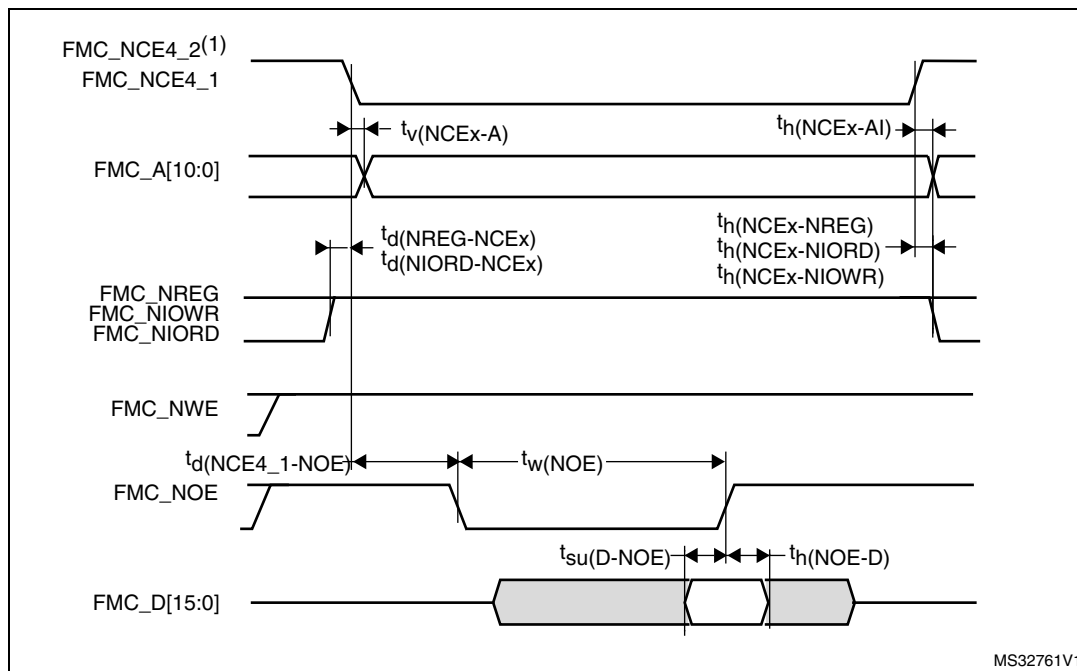 FMC_NCE4_2(1)
FMC_NCE4_1
tv(NCEx-A)
th(NCEx-AI)
FMC_A[10:0]
td(NREG-NCEx)
td(NIORD-NCEx)
th(NCEx-NREG)
th(NCEx-NIORD)
th(NCEx-NIOWR)
FMC_NREG
FMC_NIOWR
FMC_NIORD
FMC_NWE
td(NCE4_1-NOE)
tw(NOE)
FMC_NOE
tsu(D-NOE)
th(NOE-D)
FMC_D[15:0]
MS32761V1